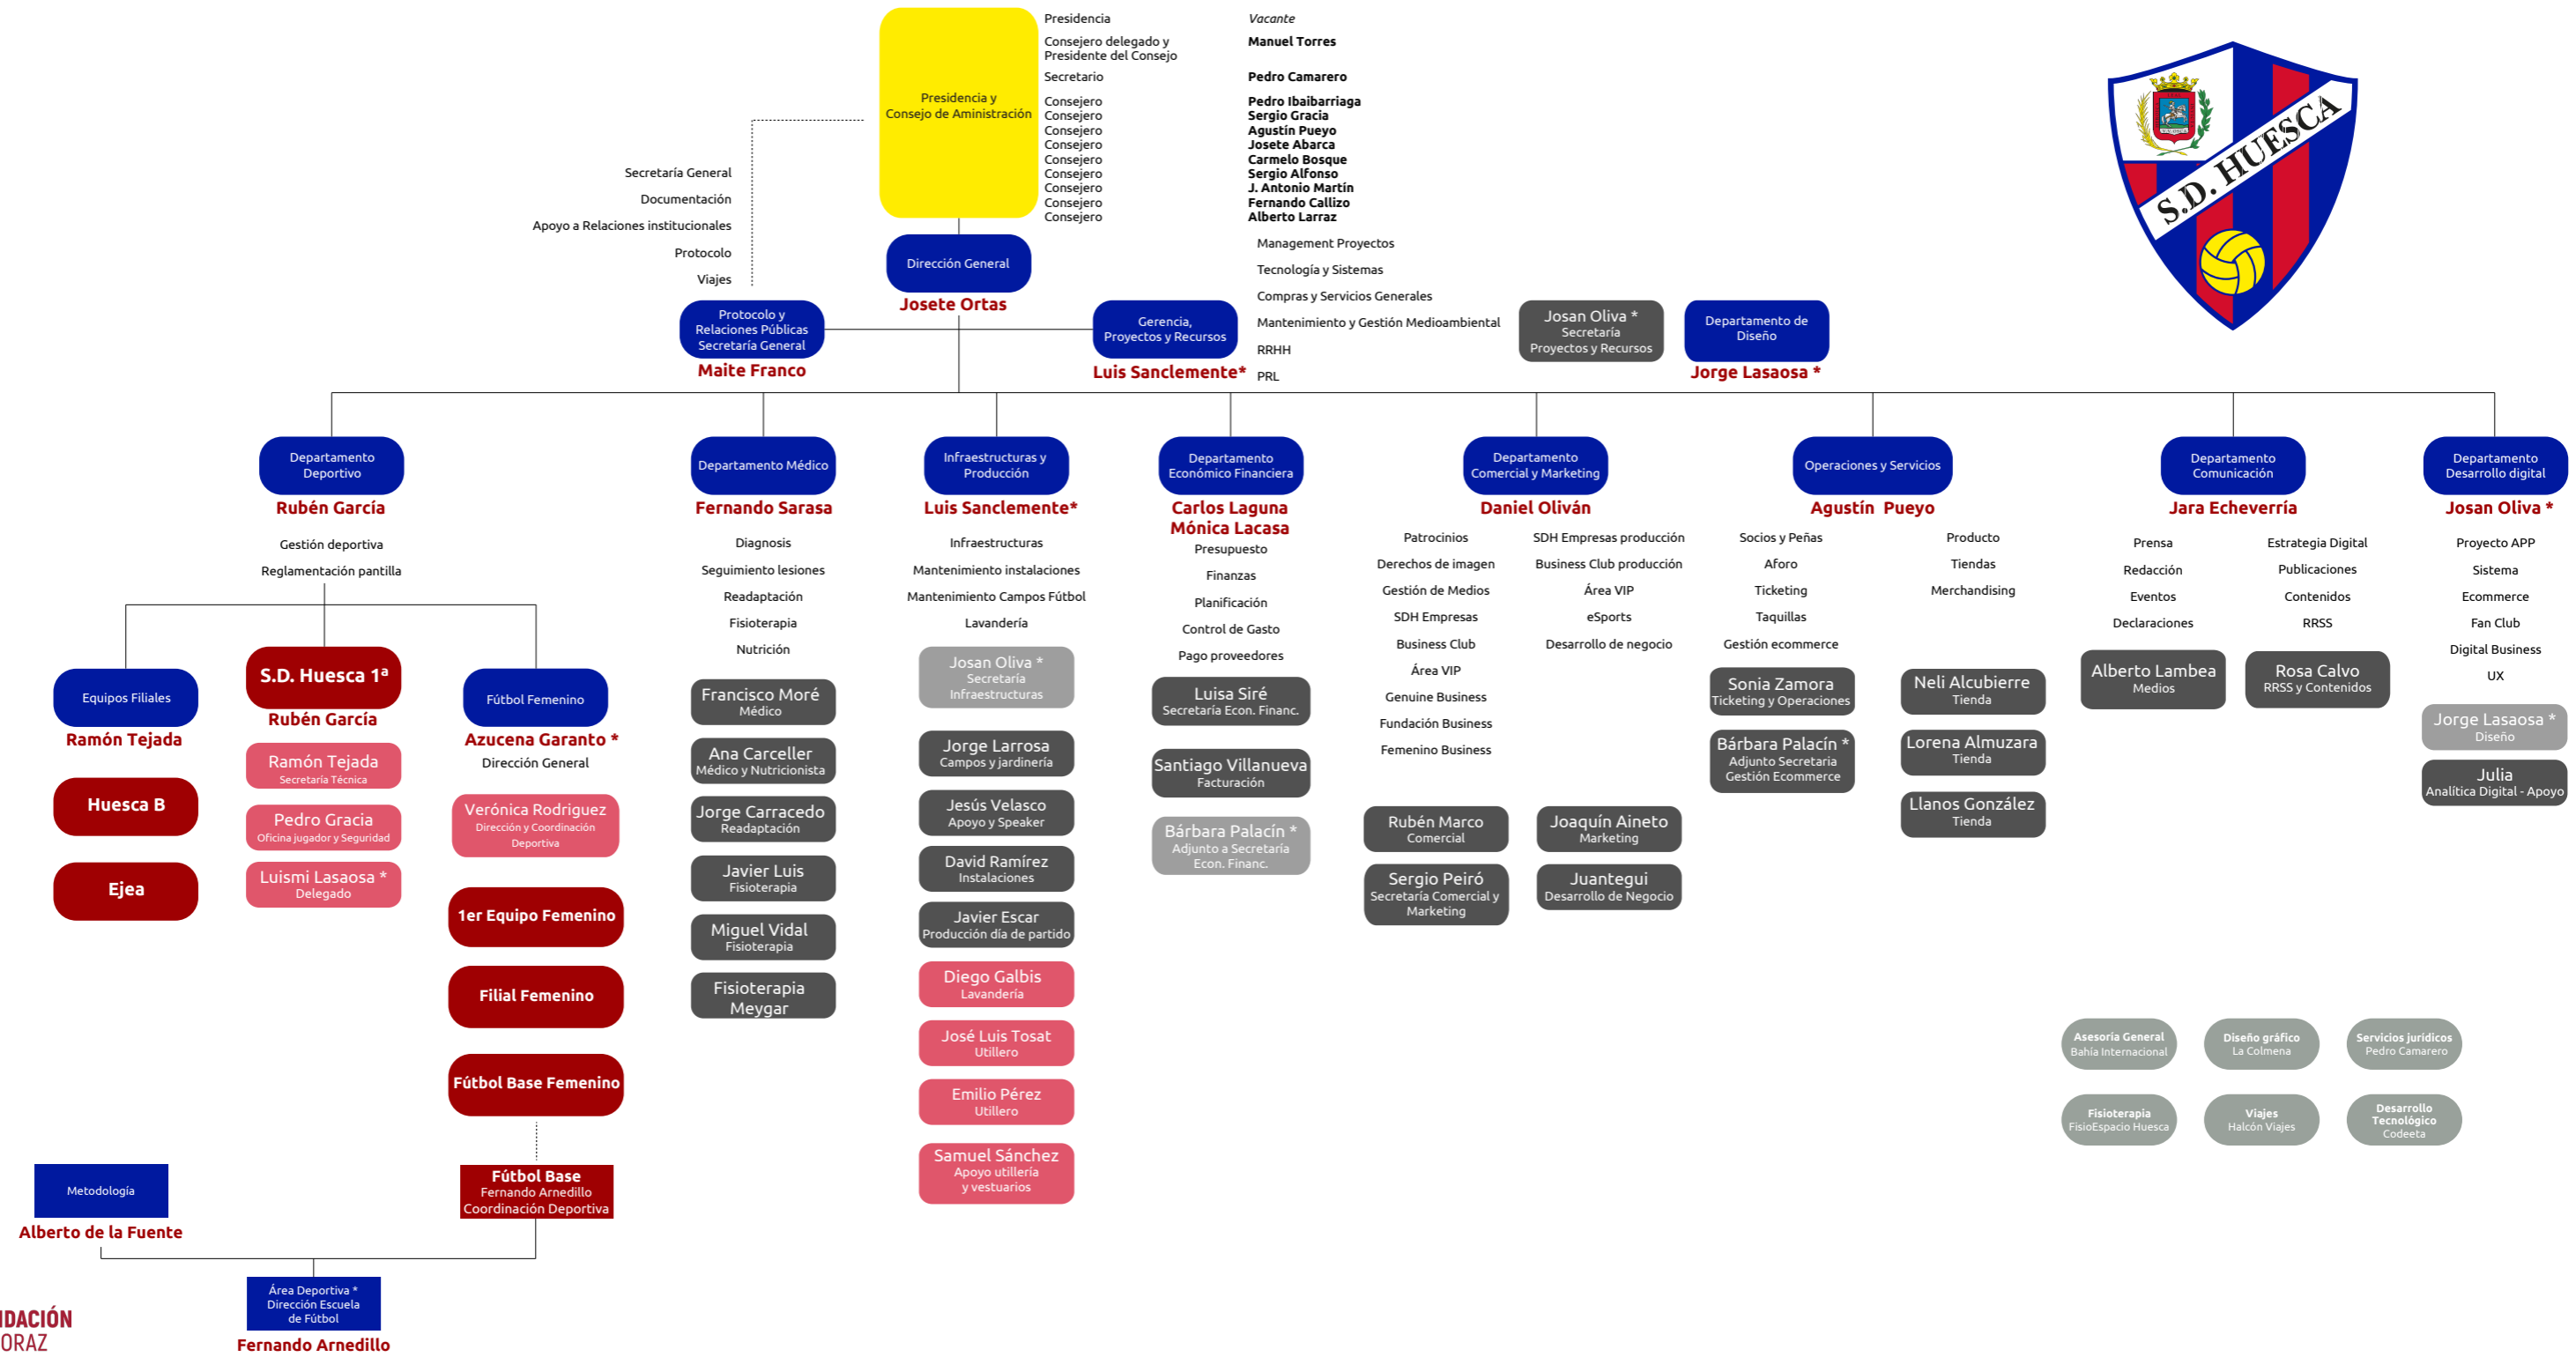 Presidencia y
Consejo de Aministración
Presidencia Vacante
Consejero delegado y Manuel Torres
Presidente del Consejo
Secretario Pedro Camarero
Consejero Pedro Ibaibarriaga
Consejero Sergio Gracia
Consejero Agustín Pueyo
Consejero Josete Abarca
Consejero Carmelo Bosque
Consejero Sergio Alfonso
Consejero J. Antonio Martín
Consejero Fernando Callizo
Consejero Alberto Larraz
S.D. HUESCA
Secretaría General
Documentación
Apoyo a Relaciones institucionales
Protocolo
Viajes
Dirección General
Josete Ortas
Protocolo y
Relaciones Públicas
Secretaría General
Maite Franco
Gerencia,
Proyectos y Recursos
Luis Sanclemente*
Management Proyectos
Tecnología y Sistemas
Compras y Servicios Generales
Mantenimiento y Gestión Medioambiental
RRHH
PRL
Josan Oliva *
Secretaría
Proyectos y Recursos
Departamento de
Diseño
Jorge Lasaosa *
Departamento
Deportivo
Rubén García
Gestión deportiva
Reglamentación pantilla
Equipos Filiales
Ramón Tejada
Huesca B
Ejea
S.D. Huesca 1ª
Rubén García
Ramón Tejada
Secretaría Técnica
Pedro Gracia
Oficina jugador y Seguridad
Luismi Lasaosa *
Delegado
Fútbol Femenino
Azucena Garanto *
Dirección General
Verónica Rodriguez
Dirección y Coordinación
Deportiva
1er Equipo Femenino
Filial Femenino
Fútbol Base Femenino
Fútbol Base
Fernando Arnedillo
Coordinación Deportiva
Metodología
Alberto de la Fuente
Área Deportiva *
Dirección Escuela
de Fútbol
Fernando Arnedillo
NDACIÓN
ORAZ
Departamento Médico
Fernando Sarasa
Diagnosis
Seguimiento lesiones
Readaptación
Fisioterapia
Nutrición
Francisco Moré
Médico
Ana Carceller
Médico y Nutricionista
Jorge Carracedo
Readaptación
Javier Luis
Fisioterapia
Miguel Vidal
Fisioterapia
Fisioterapia
Meygar
Infraestructuras y
Producción
Luis Sanclemente*
Infraestructuras
Mantenimiento instalaciones
Mantenimiento Campos Fútbol
Lavandería
Josan Oliva *
Secretaría
Infraestructuras
Jorge Larrosa
Campos y jardinería
Jesús Velasco
Apoyo y Speaker
David Ramírez
Instalaciones
Javier Escar
Producción día de partido
Diego Galbis
Lavandería
José Luis Tosat
Utillero
Emilio Pérez
Utillero
Samuel Sánchez
Apoyo utillería
y vestuarios
Departamento
Económico Financiera
Carlos Laguna
Mónica Lacasa
Presupuesto
Finanzas
Planificación
Control de Gasto
Pago proveedores
Luisa Siré
Secretaría Econ. Financ.
Santiago Villanueva
Facturación
Bárbara Palacín *
Adjunto a Secretaría
Econ. Financ.
Departamento
Comercial y Marketing
Daniel Oliván
Patrocinios
Derechos de imagen
Gestión de Medios
SDH Empresas
Business Club
Área VIP
Genuine Business
Fundación Business
Femenino Business
SDH Empresas producción
Business Club producción
Área VIP
eSports
Desarrollo de negocio
Rubén Marco
Comercial
Sergio Peiró
Secretaría Comercial y
Marketing
Joaquín Aineto
Marketing
Juantegui
Desarrollo de Negocio
Operaciones y Servicios
Agustín Pueyo
Socios y Peñas
Aforo
Ticketing
Taquillas
Gestión ecommerce
Producto
Tiendas
Merchandising
Sonia Zamora
Ticketing y Operaciones
Bárbara Palacín *
Adjunto Secretaria
Gestión Ecommerce
Neli Alcubierre
Tienda
Lorena Almuzara
Tienda
Llanos González
Tienda
Departamento
Comunicación
Jara Echeverría
Prensa
Redacción
Eventos
Declaraciones
Estrategia Digital
Publicaciones
Contenidos
RRSS
Alberto Lambea
Medios
Rosa Calvo
RRSS y Contenidos
Departamento
Desarrollo digital
Josan Oliva *
Proyecto APP
Sistema
Ecommerce
Fan Club
Digital Business
UX
Jorge Lasaosa *
Diseño
Julia
Analítica Digital - Apoyo
Asesoría General
Bahía Internacional
Diseño gráfico
La Colmena
Servicios jurídicos
Pedro Camarero
Fisioterapia
FisioEspacio Huesca
Viajes
Halcón Viajes
Desarrollo
Tecnológico
Codeeta